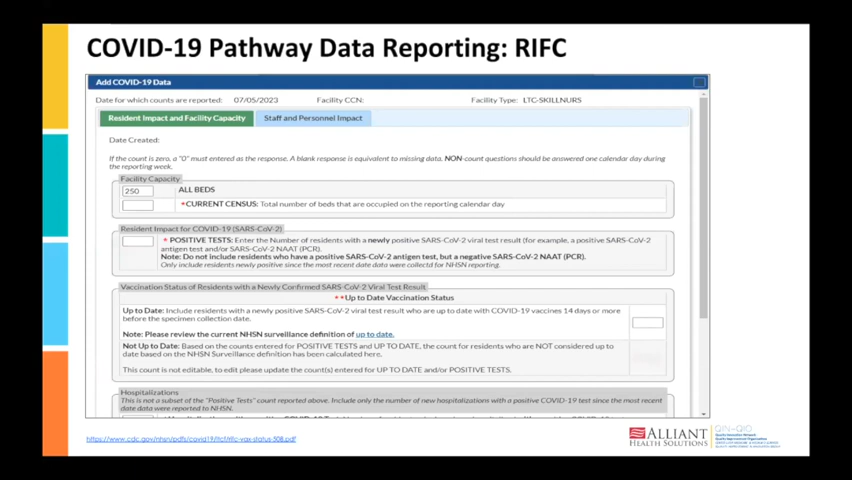 COVID-19 Pathway Data Reporting: RIFC
Add COVID-19 Data
Date for which counts are reported: 07/05/2023 Facility CCN: Facility Type: LTC-SKILLNURS
Resident Impact and Facility Capacity Staff and Personnel Impact
Date Created:
If the count is zero, a "0" must entered as the response. A blank response is equivalent to missing data. NON-count questions should be answered one calendar day during
the reporting week.
Facility Capacity
250 ALL BEDS
*CURRENT CENSUS: Total number of beds that are occupied on the reporting calendar day
Resident Impact for COVID-19 (SARS-CoV-2)
* POSITIVE TESTS: Enter the Number of residents with a newly positive SARS-CoV-2 viral test result (for example, a positive SARS-CoV-2
antigen test and/or SARS-CoV-2 NAAT (PCR).
Note: Do not include residents who have a positive SARS-CoV-2 antigen test, but a negative SARS-CoV-2 NAAT (PCR).
Only include residents newly positive since the most recent date data were collectd for NHSN reporting.
Vaccination Status of Residents with a Newly Confirmed SARS-CoV-2 Viral Test Result
**Up to Date Vaccination Status
Up to Date: Include residents with a newly positive SARS-CoV-2 viral test result who are up to date with COVID-19 vaccines 14 days or more
before the specimen collection date.
Note: Please review the current NHSN surveillance definition of up to date.
Not Up to Date: Based on the counts entered for POSITIVE TESTS and UP TO DATE, the count for residents who are NOT considered up to
date based on the NHSN Surveillance definition has been calculated here.
This count is not editable, to edit please update the count(s) entered for UP TO DATE and/or POSITIVE TESTS.
Hospitalizations
This is not a subset of the "Positive Tests" count reported above. Include only the number of new hospitalizations with a positive COVID-19 test since the most recent
date data were reported to NHSN.
https://www.cdc.gov/nhsn/pdfs/covid19/ltcf/rifc-vax-status-508.pdf
ALLIANT
HEALTH SOLUTIONS
QIN-QIO
Quality Innovation Network
Quality Improvement Organizations